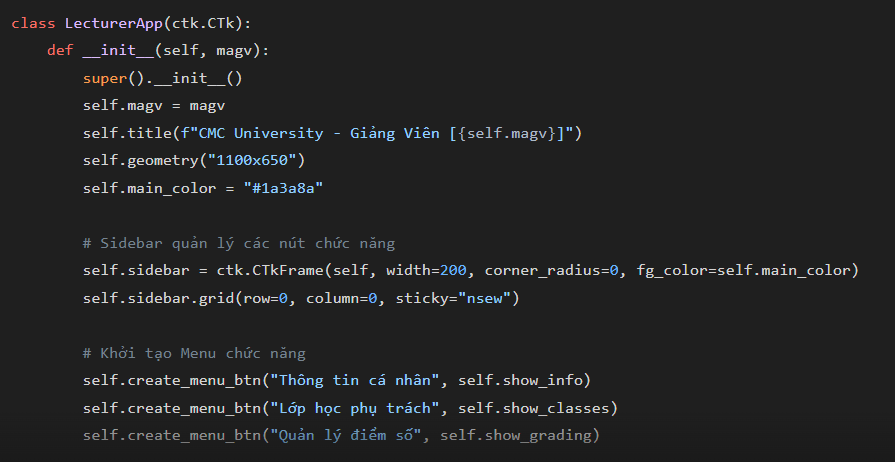 class LecturerApp(ctk.CTk):
    def __init__(self, magv):
        super().__init__()
        self.magv = magv
        self.title(f"CMC University - Giảng Viên [{self.magv}]")
        self.geometry("1100x650")
        self.main_color = "#1a3a8a"

        # Sidebar quản lý các nút chức năng
        self.sidebar = ctk.CTkFrame(self, width=200, corner_radius=0, fg_color=self.main_color)
        self.sidebar.grid(row=0, column=0, sticky="nsew")

        # Khởi tạo Menu chức năng
        self.create_menu_btn("Thông tin cá nhân", self.show_info)
        self.create_menu_btn("Lớp học phụ trách", self.show_classes)
        self.create_menu_btn("Quản lý điểm số", self.show_grading)